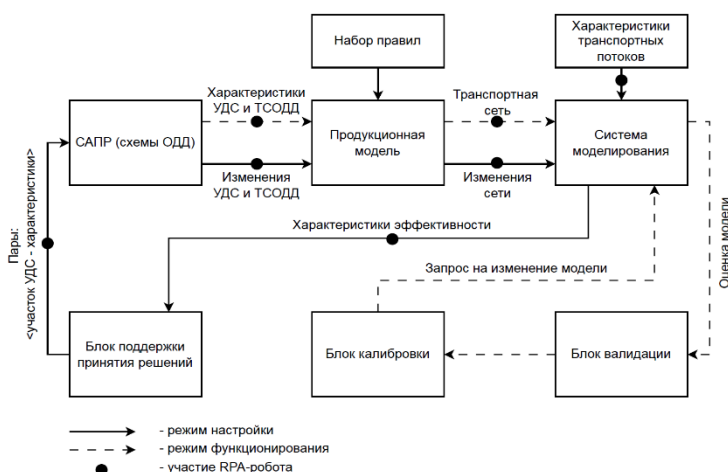 Набор правил
Характеристики
транспортных
потоков
САПР (схемы ОДД)
Характеристики
УДС и ТСОДД
Изменения
УДС и ТСОДД
Продукционная
модель
Транспортная
сеть
Изменения
сети
Система
моделирования
Характеристики эффективности
Запрос на изменение модели
Оценка модели
Пары:
<участок УДС - характеристики>
Блок поддержки
принятия решений
Блок калибровки
Блок валидации
- режим настройки
- режим функционирования
- участие RPA-робота